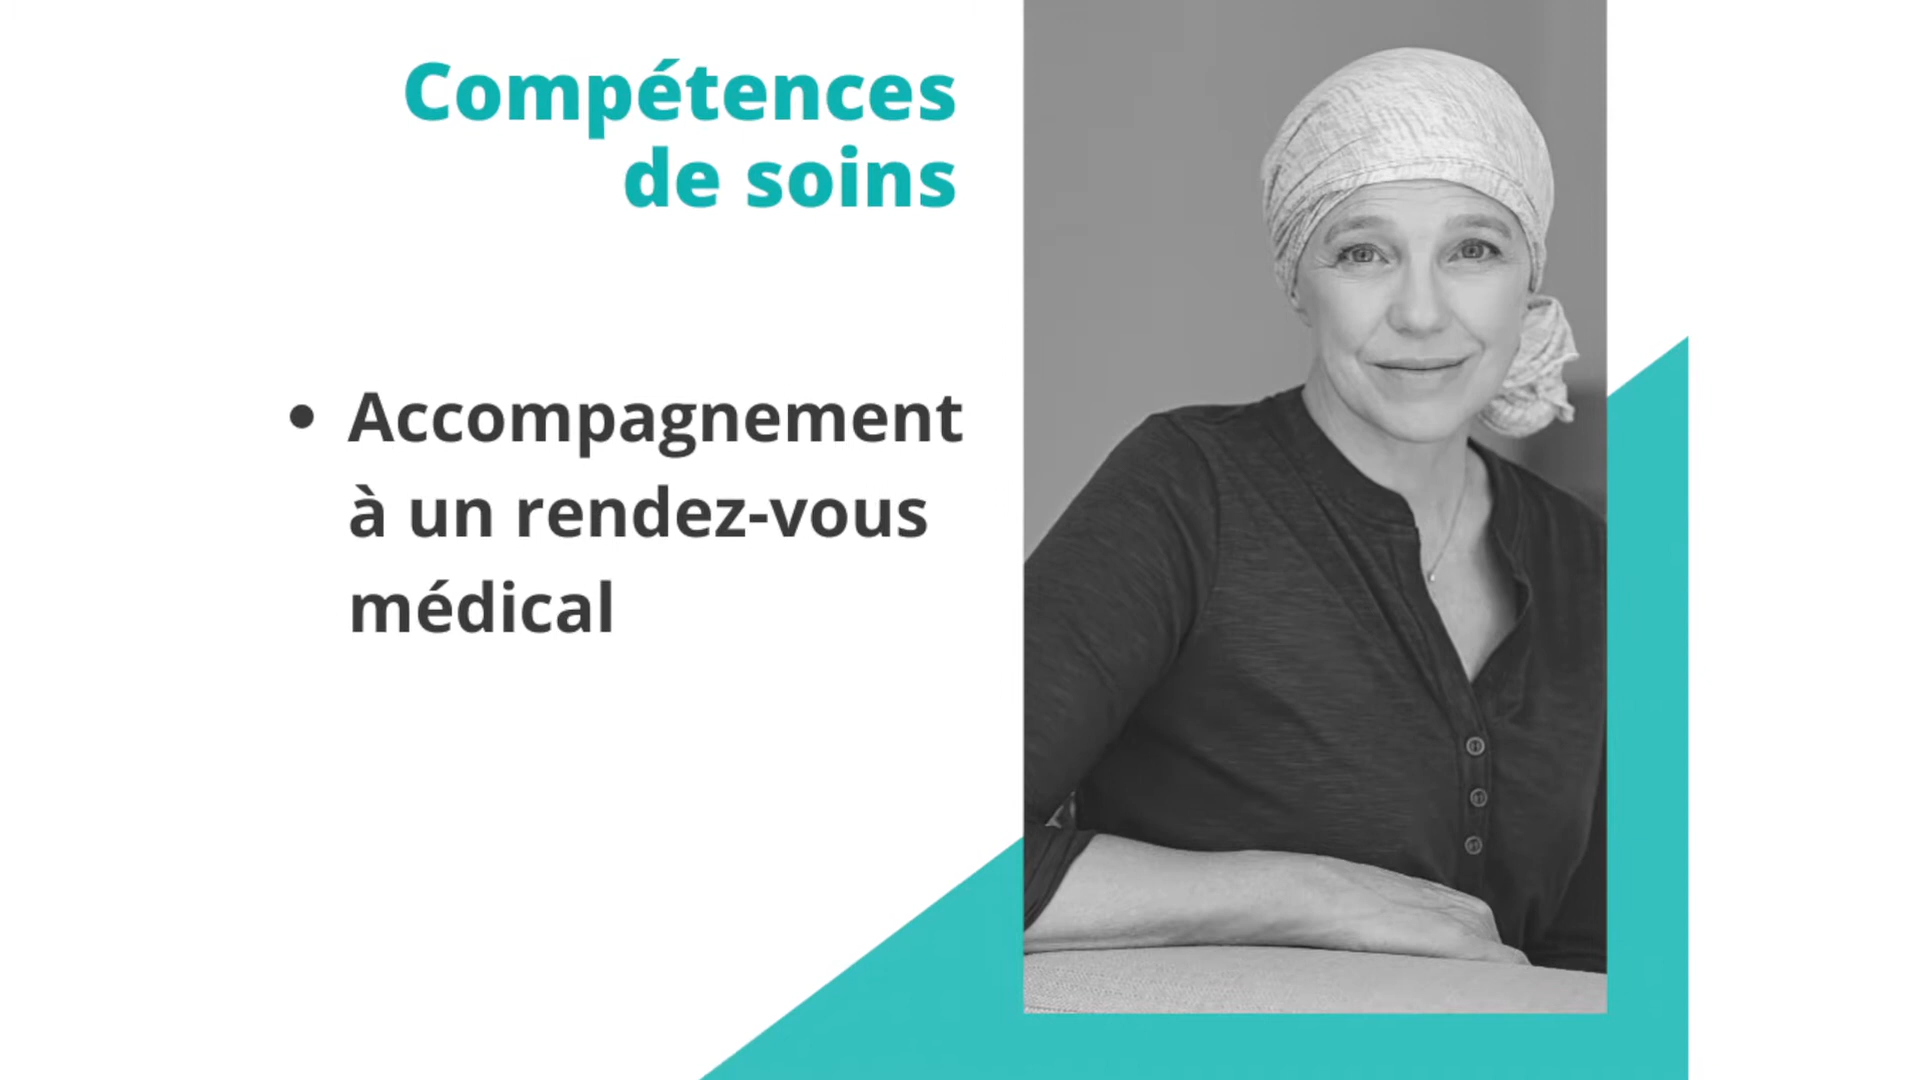 Compétences
de soins
• Accompagnement
à un rendez-vous
médical